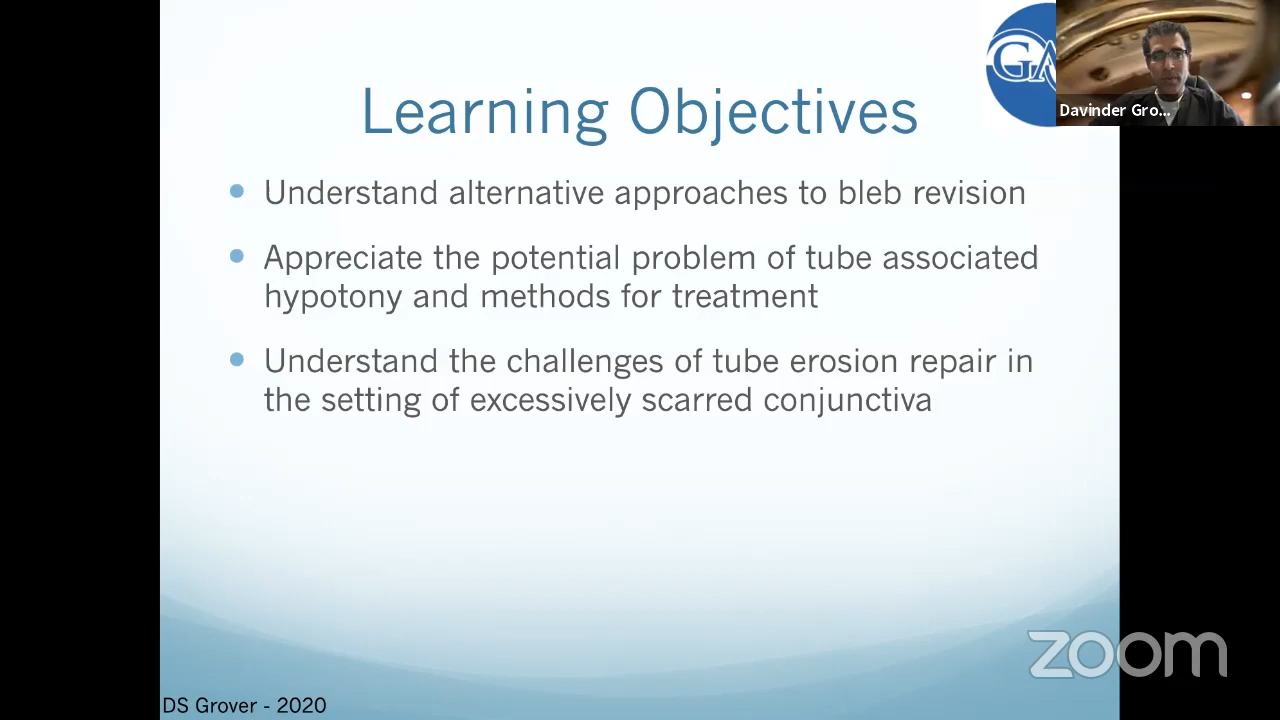 Learning Objectives
Understand alternative approaches to bleb revision
Appreciate the potential problem of tube associated
hypotony and methods for treatment
Understand the challenges of tube erosion repair in
the setting of excessively scarred conjunctiva
GA
Davinder Gro...
zoom
DS Grover - 2020